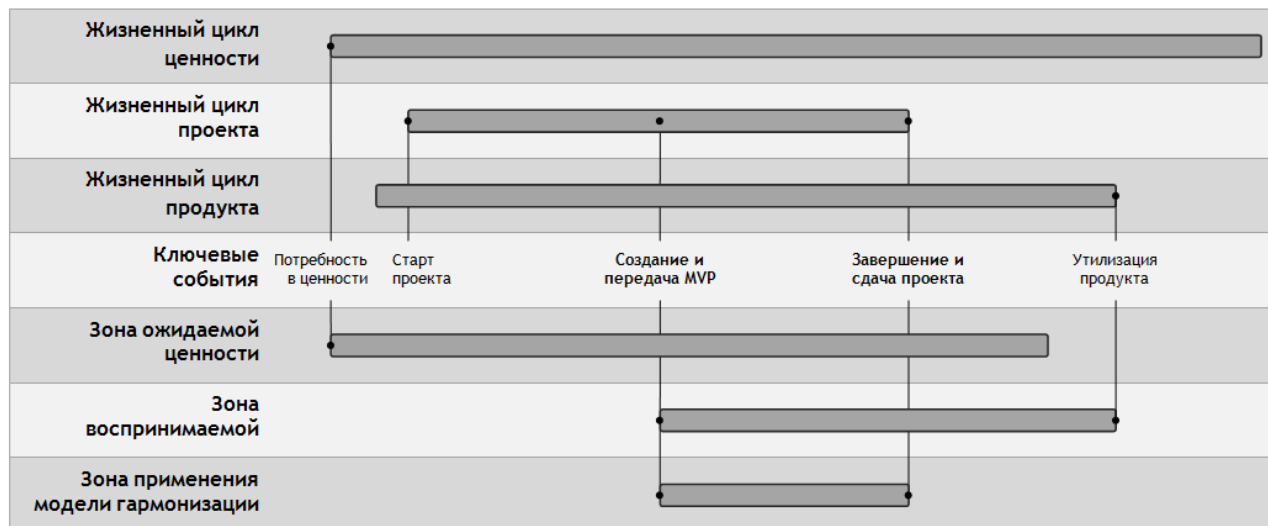 Жизненный цикл
ценности
Жизненный цикл
проекта
Жизненный цикл
продукта
Ключевые
события
Потребность
в ценности
Старт
проекта
Создание и
передача MVP
Завершение и
сдача проекта
Утилизация
продукта
Зона ожидаемой
ценности
Зона
воспринимаемой
Зона применения
модели гармонизации